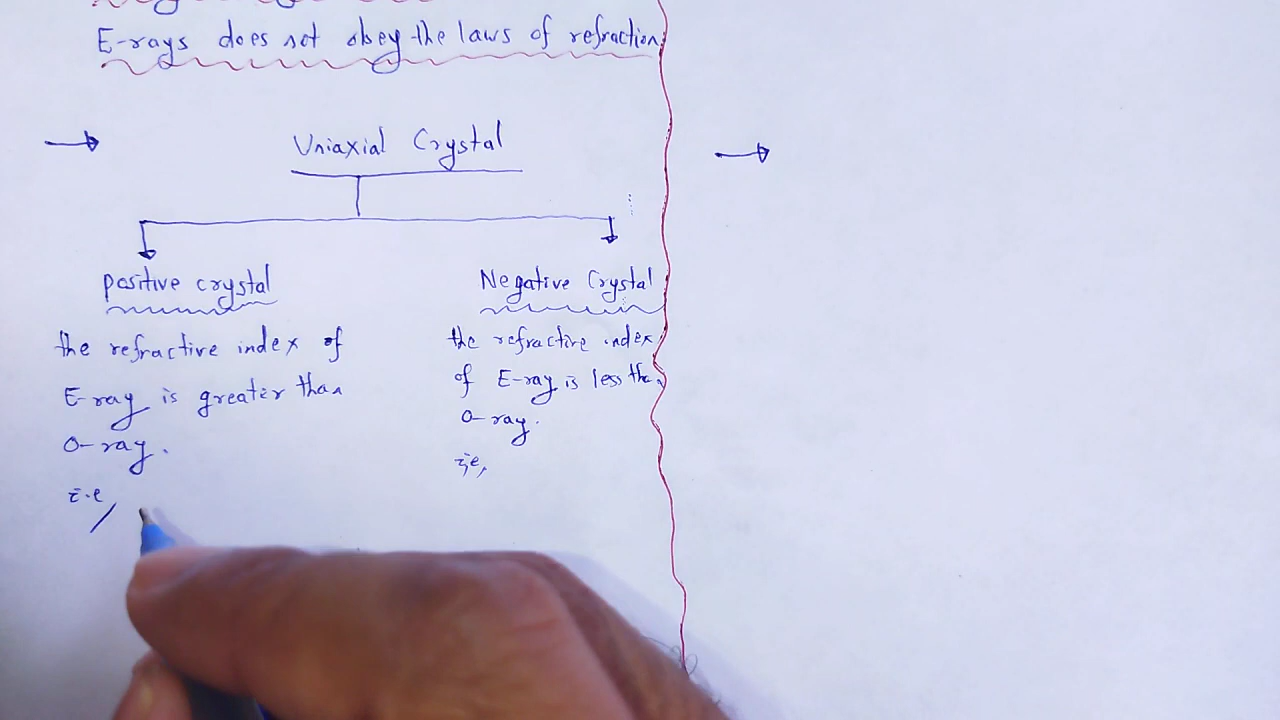 E-rays does not obey the laws of refraction
Uniaxial Crystal
positive crystal
the refractive index of
E-ray is greater than
O-ray.
i.e
Negative Crystal
the refractive index
of E-ray is less than
O-ray.
i,e,